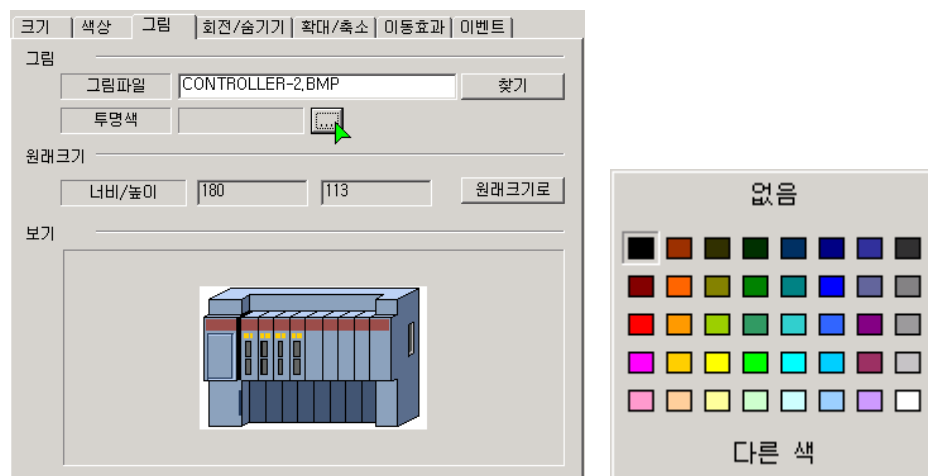 크기 색상 그림 회전/숨기기 확대/축소 이동효과 이벤트
그림
그림파일 CONTROLLER-2.BMP 찾기
투명색 ...
원래크기
너비/높이 180 113 원래크기로
보기
없음
다른 색